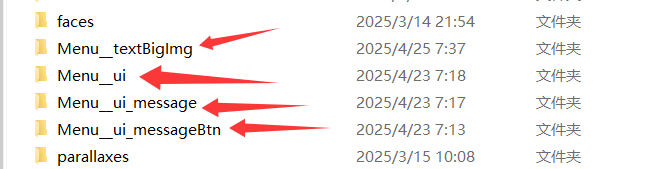 faces 2025/3/14 21:54 文件夹
Menu__textBigImg 2025/4/25 7:37 文件夹
Menu__ui 2025/4/23 7:18 文件夹
Menu__ui_message 2025/4/23 7:17 文件夹
Menu__ui_messageBtn 2025/4/23 7:13 文件夹
parallaxes 2025/3/15 10:08 文件夹